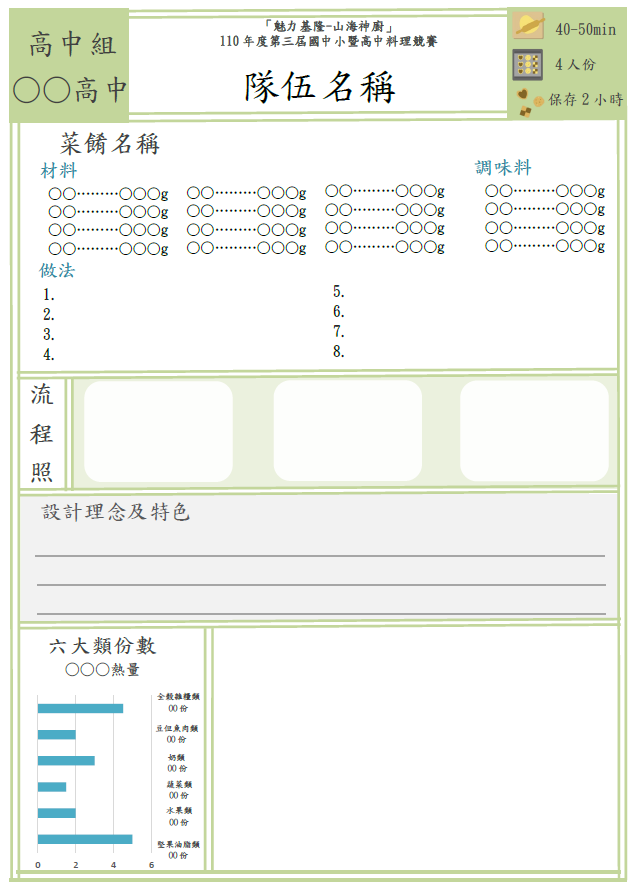 高中組
○○高中
「魅力基隆-山海神廚」
110年度第三屆國中小暨高中料理競賽
隊伍名稱
40-50min
4人份
保存2小時
菜餚名稱
材料
調味料
○○………○○○g ○○………○○○g ○○………○○○g ○○………○○○g
○○………○○○g ○○………○○○g ○○………○○○g ○○………○○○g
○○………○○○g ○○………○○○g ○○………○○○g ○○………○○○g
○○………○○○g ○○………○○○g ○○………○○○g ○○………○○○g
做法
1.
2.
3.
4.
5.
6.
7.
8.
流
程
照
設計理念及特色
六大類份數
○○○熱量
全穀雜糧類
00份
豆但魚肉類
00份
奶類
00份
蔬菜類
00份
水果類
00份
堅果油脂類
00份
0 2 4 6